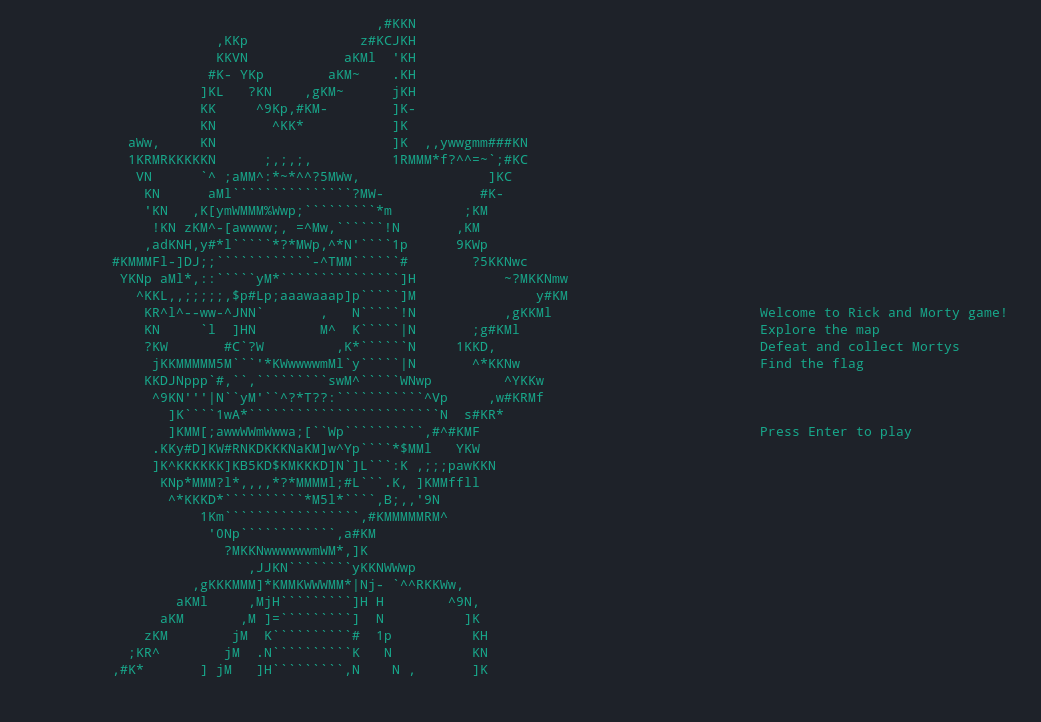 Welcome to Rick and Morty game!
Explore the map
Defeat and collect Mortys
Find the flag
Press Enter to play